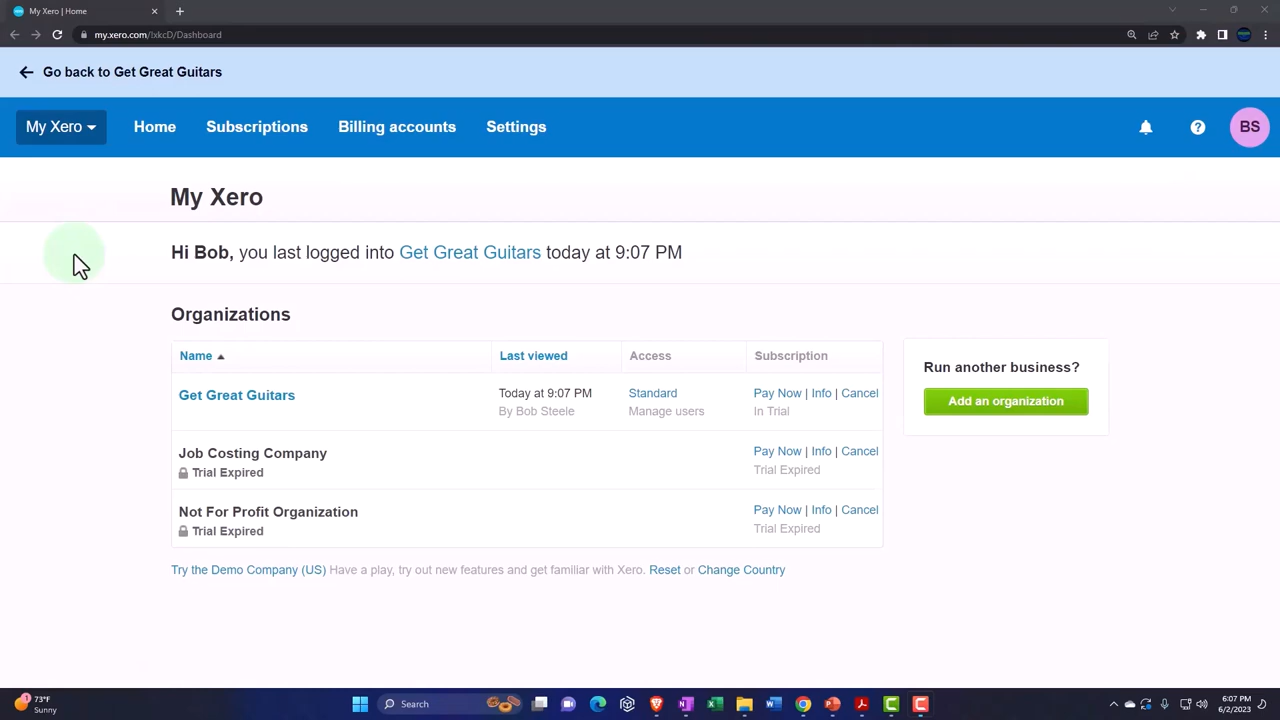 My Xero | Home
my.xero.com/!xkcD/Dashboard
Go back to Get Great Guitars
My Xero Home Subscriptions Billing accounts Settings BS
My Xero
Hi Bob, you last logged into Get Great Guitars today at 9:07 PM
Organizations
Name Last viewed Access Subscription
Get Great Guitars Today at 9:07 PM Standard Pay Now | Info | Cancel
By Bob Steele Manage users In Trial
Job Costing Company Pay Now | Info | Cancel
Trial Expired Trial Expired
Not For Profit Organization Pay Now | Info | Cancel
Trial Expired Trial Expired
Run another business?
Add an organization
Try the Demo Company (US) Have a play, try out new features and get familiar with Xero. Reset or Change Country
73°F
Sunny
Search
6:07 PM
6/2/2023